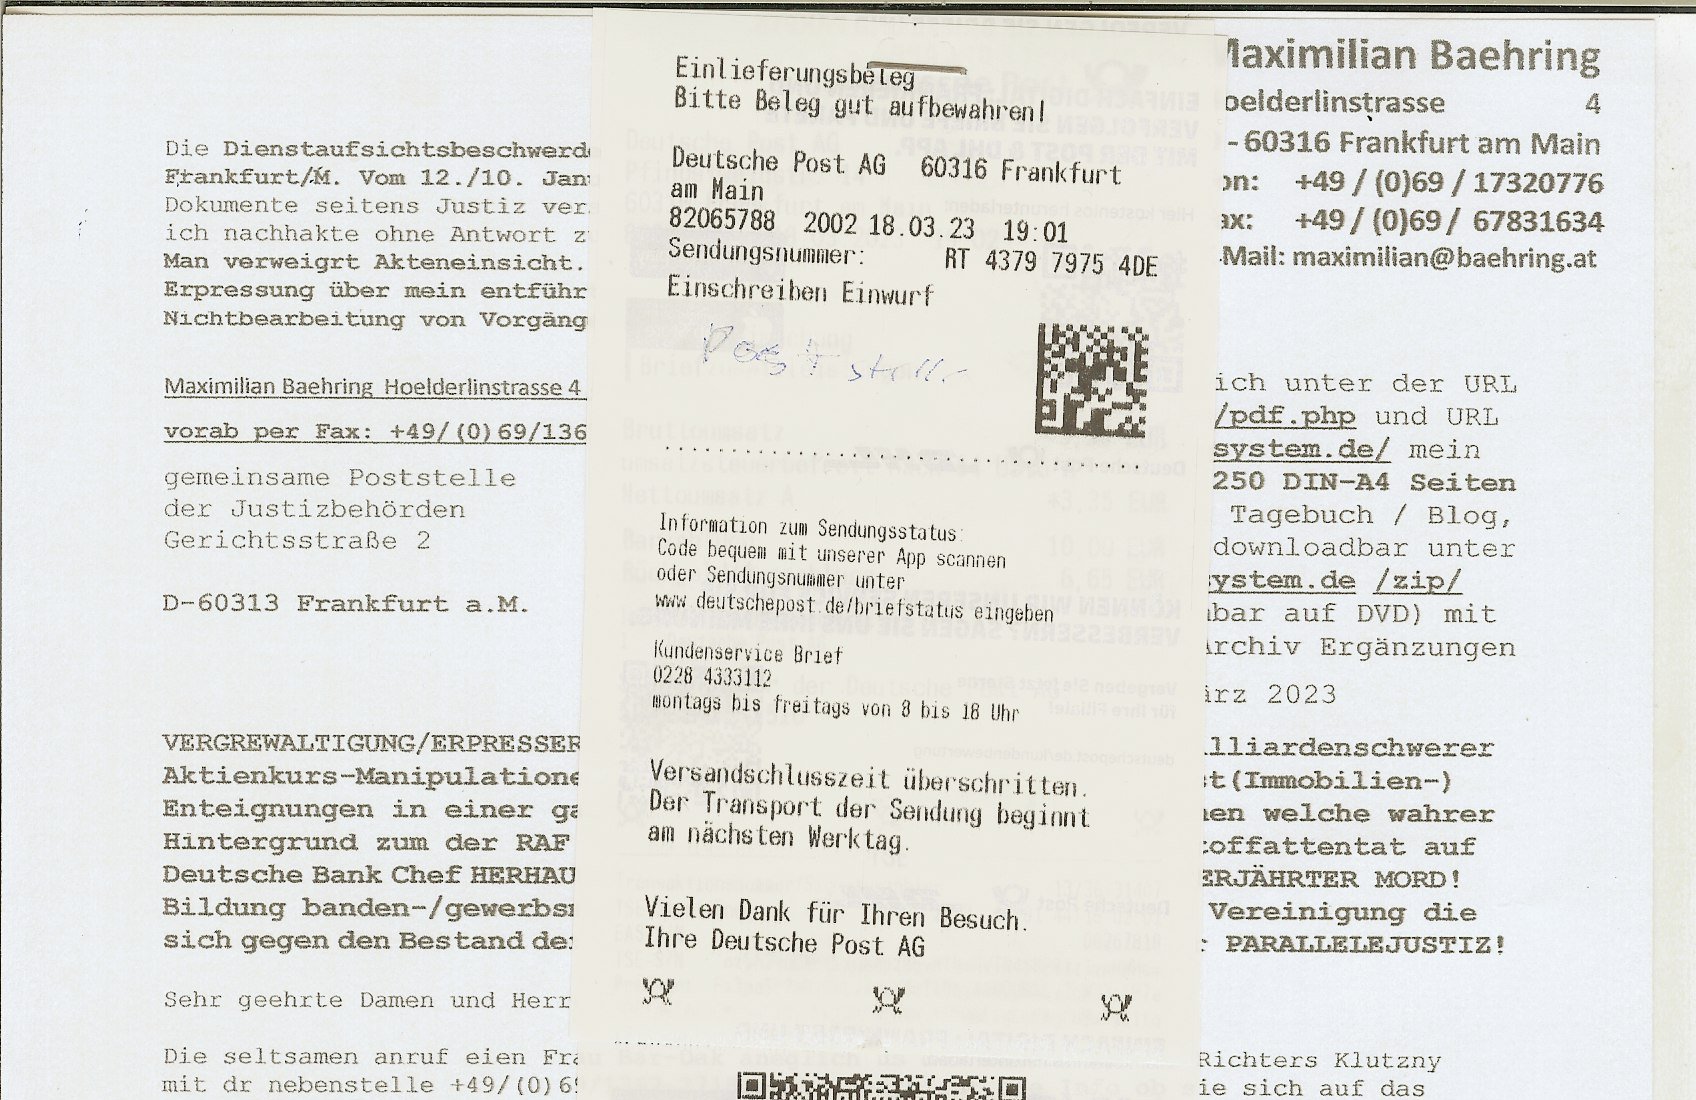 Maximilian Baehring
oelderlinstrasse 4
- 60316 Frankfurt am Main
on: +49 / (0)69 / 17320776
ax: +49 / (0)69 / 67831634
Mail: maximilian@baehring.at
Die Dienstaufsichtsbeschwerd
Frankfurt/M. Vom 12./10. Jan
Dokumente seitens Justiz ver
ich nachhakte ohne Antwort z
Man verweigrt Akteneinsicht.
Erpressung über mein entführ
Nichtbearbeitung von Vorgäng
Maximilian Baehring Hoelderlinstrasse 4
vorab per Fax: +49/(0)69/136
gemeinsame Poststelle
der Justizbehörden
Gerichtsstraße 2
D-60313 Frankfurt a.M.
Einlieferungsbeleg
Bitte Beleg gut aufbewahren!
Deutsche Post AG 60316 Frankfurt
am Main
82065788 2002 18.03.23 19:01
Sendungsnummer: RT 4379 7975 4DE
Einschreiben Einwurf
Poststelle
Information zum Sendungsstatus:
Code bequem mit unserer App scannen
oder Sendungsnummer unter
www.deutschepost.de/briefstatus eingeben
Kundenservice Brief
0228 4333112
montags bis freitags von 8 bis 18 Uhr
Versandschlusszeit überschritten.
Der Transport der Sendung beginnt
am nächsten Werktag.
Vielen Dank für Ihren Besuch.
Ihre Deutsche Post AG
ich unter der URL
/pdf.php und URL
system.de/ mein
250 DIN-A4 Seiten
Tagebuch / Blog,
downloadbar unter
system.de /zip/
bar auf DVD) mit
Archiv Ergänzungen
ärz 2023
VERGREWALTIGUNG/ERPRESSER
lliardenschwerer
Aktienkurs-Manipulatione
t(Immobilien-)
Enteignungen in einer ga
en welche wahrer
Hintergrund zum der RAF
toffattentat auf
Deutsche Bank Chef HERHAU
ERJÄHRTER MORD!
Bildung banden-/gewerbs
Vereinigung die
sich gegen den Bestand de
PARALLELEJUSTIZ!
Sehr geehrte Damen und Herr
Die seltsamen anruf eien Fra
Richters Klutzny
mit dr nebenstelle +49/(0)69
ie sich auf das